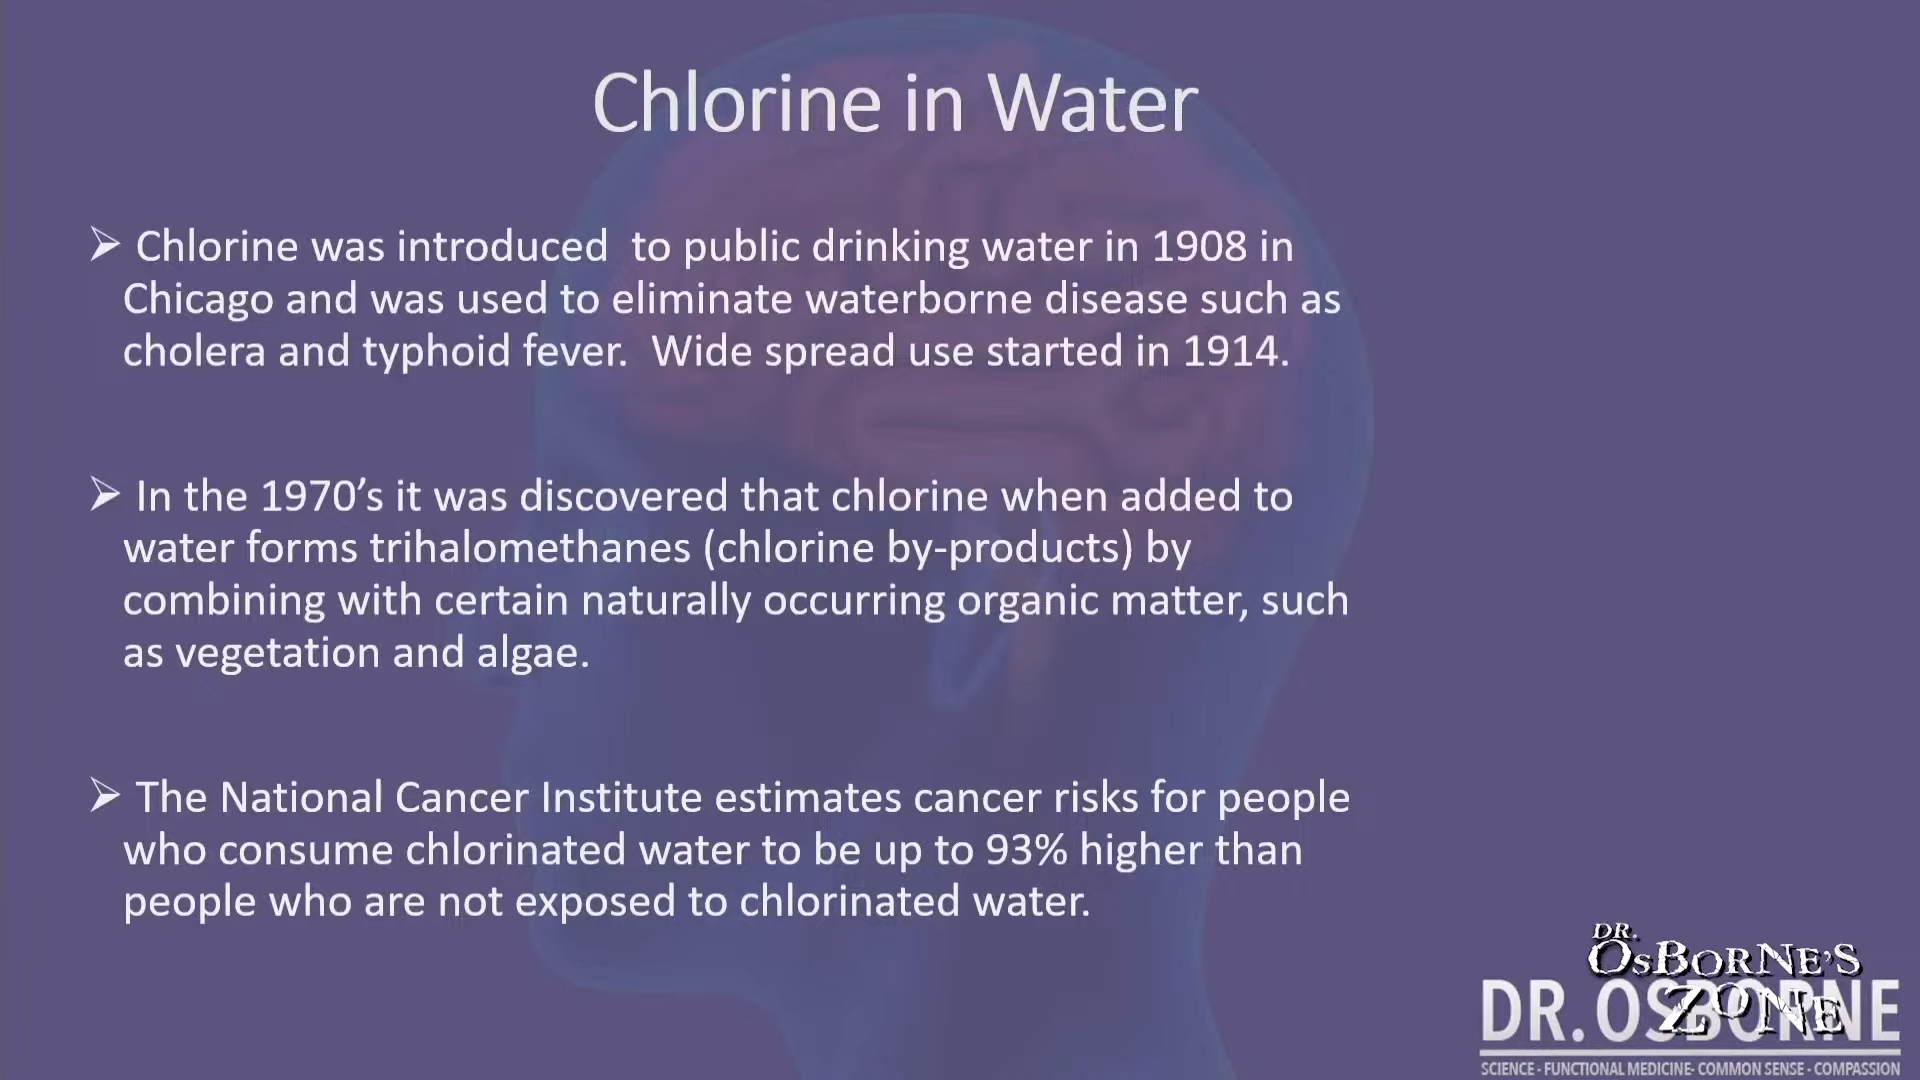 Chlorine in Water
➢ Chlorine was introduced  to public drinking water in 1908 in
Chicago and was used to eliminate waterborne disease such as
cholera and typhoid fever.  Wide spread use started in 1914.
➢ In the 1970’s it was discovered that chlorine when added to
water forms trihalomethanes (chlorine by-products) by
combining with certain naturally occurring organic matter, such
as vegetation and algae.
➢ The National Cancer Institute estimates cancer risks for people
who consume chlorinated water to be up to 93% higher than
people who are not exposed to chlorinated water.
DR.
OSBORNE'S
ZONE
DR. OSBORNE
SCIENCE - FUNCTIONAL MEDICINE- COMMON SENSE - COMPASSION